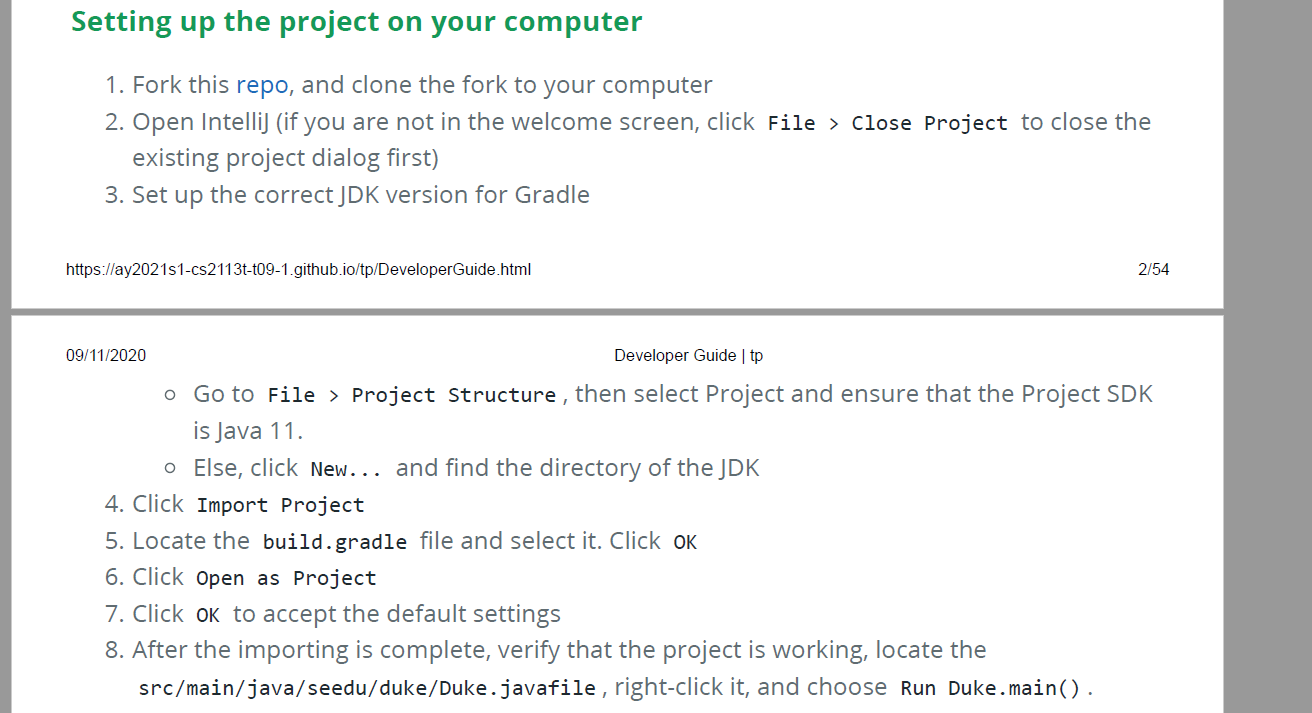 Setting up the project on your computer
1. Fork this repo, and clone the fork to your computer
2. Open IntelliJ (if you are not in the welcome screen, click File > Close Project to close the
existing project dialog first)
3. Set up the correct JDK version for Gradle
https://ay2021s1-cs2113t-t09-1.github.io/tp/DeveloperGuide.html 2/54
09/11/2020 Developer Guide | tp
○ Go to File > Project Structure, then select Project and ensure that the Project SDK
is Java 11.
○ Else, click New... and find the directory of the JDK
4. Click Import Project
5. Locate the build.gradle file and select it. Click OK
6. Click Open as Project
7. Click OK to accept the default settings
8. After the importing is complete, verify that the project is working, locate the
src/main/java/seedu/duke/Duke.javafile, right-click it, and choose Run Duke.main().